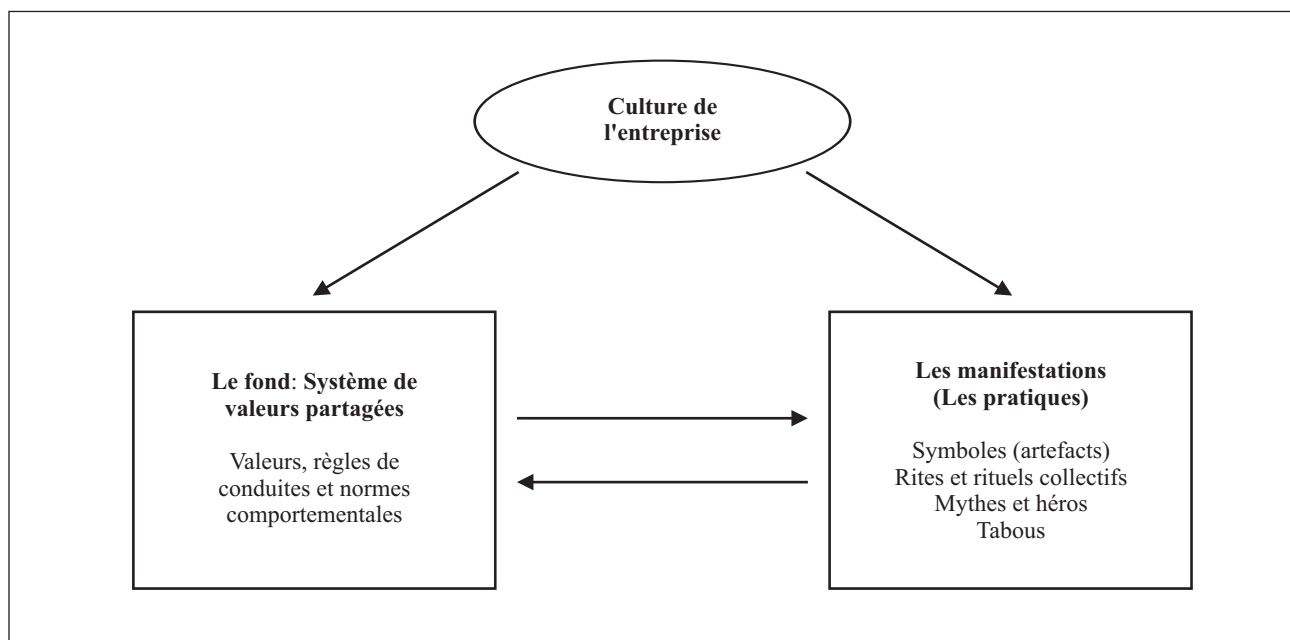 Culture de
l'entreprise
Le fond: Système de
valeurs partagées
Valeurs, règles de
conduites et normes
comportementales
Les manifestations
(Les pratiques)
Symboles (artefacts)
Rites et rituels collectifs
Mythes et héros
Tabous